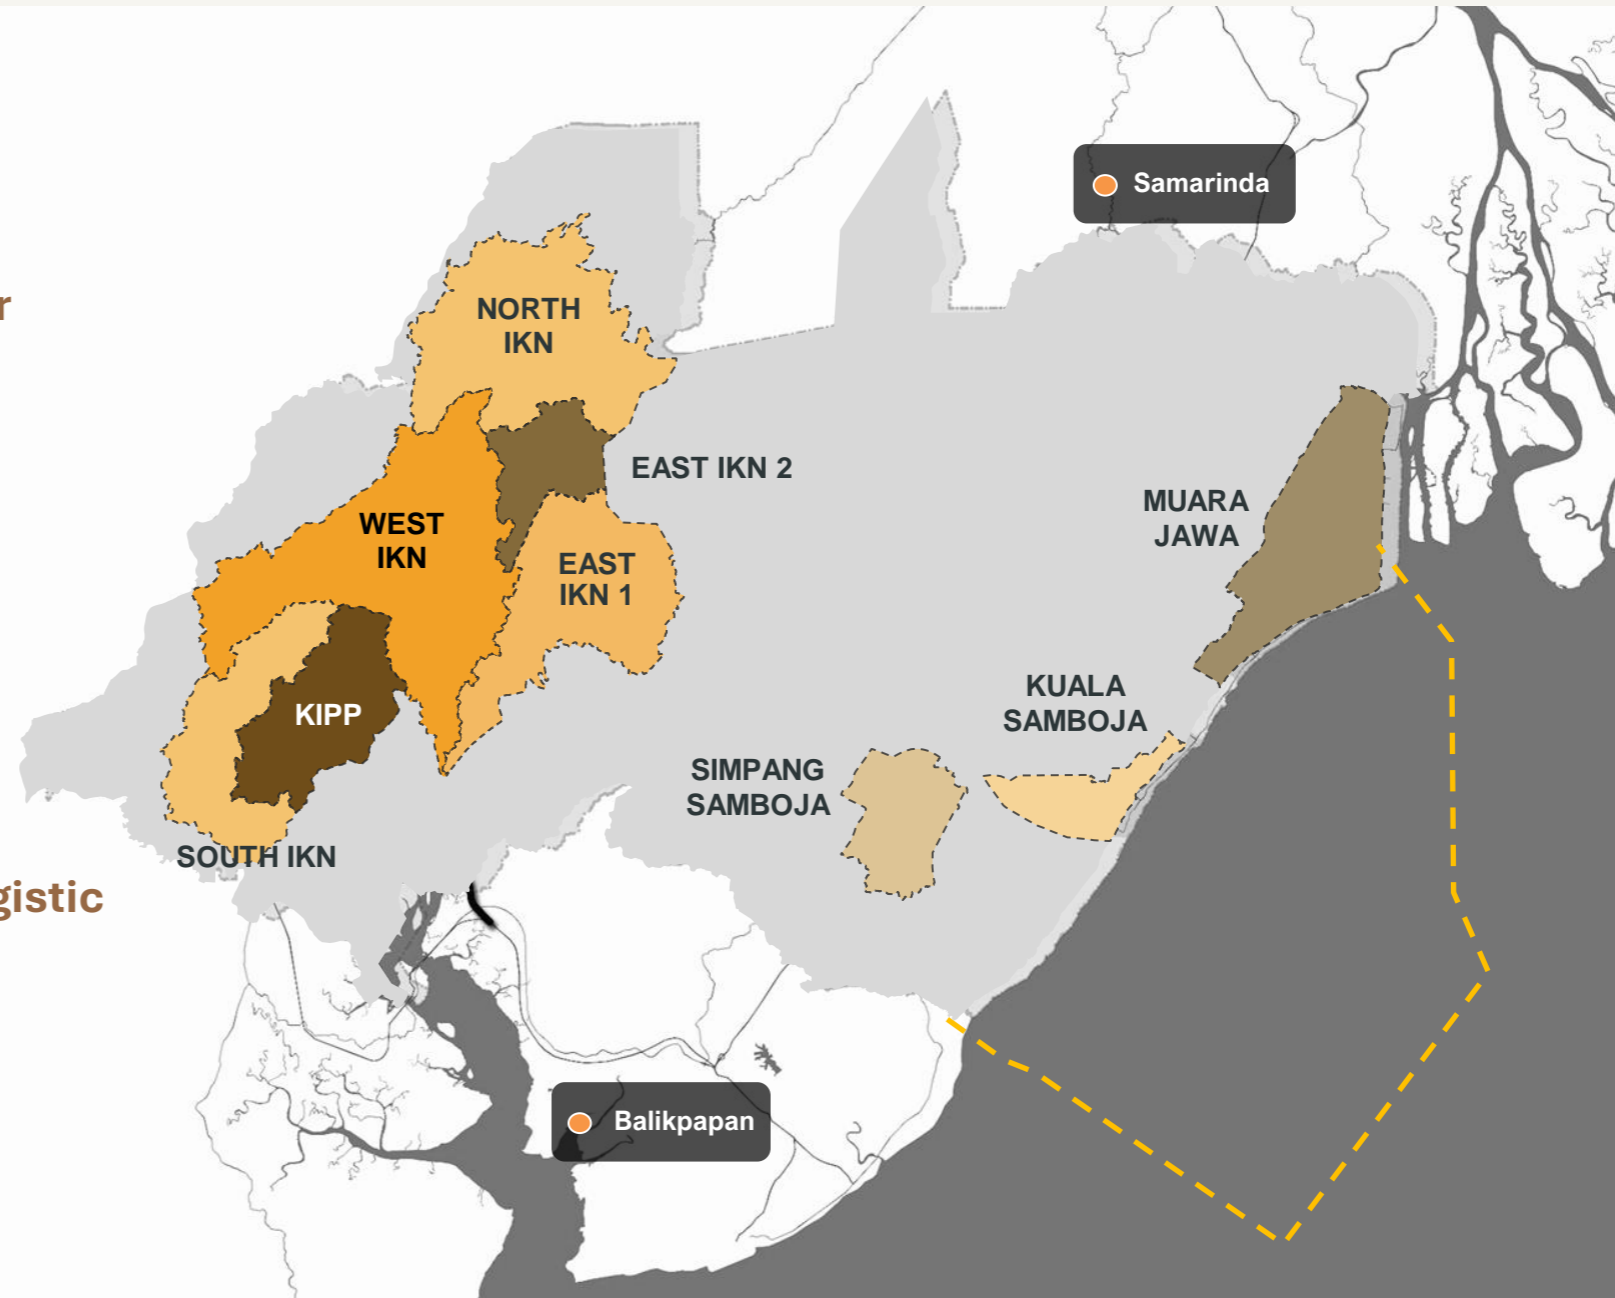 Samarinda
r
NORTH
IKN
EAST IKN 2
MUARA
JAWA
WEST
IKN
EAST
IKN 1
KUALA
SAMBOJA
KIPP
SIMPANG
SAMBOJA
SOUTH IKN
gistic
Balikpapan